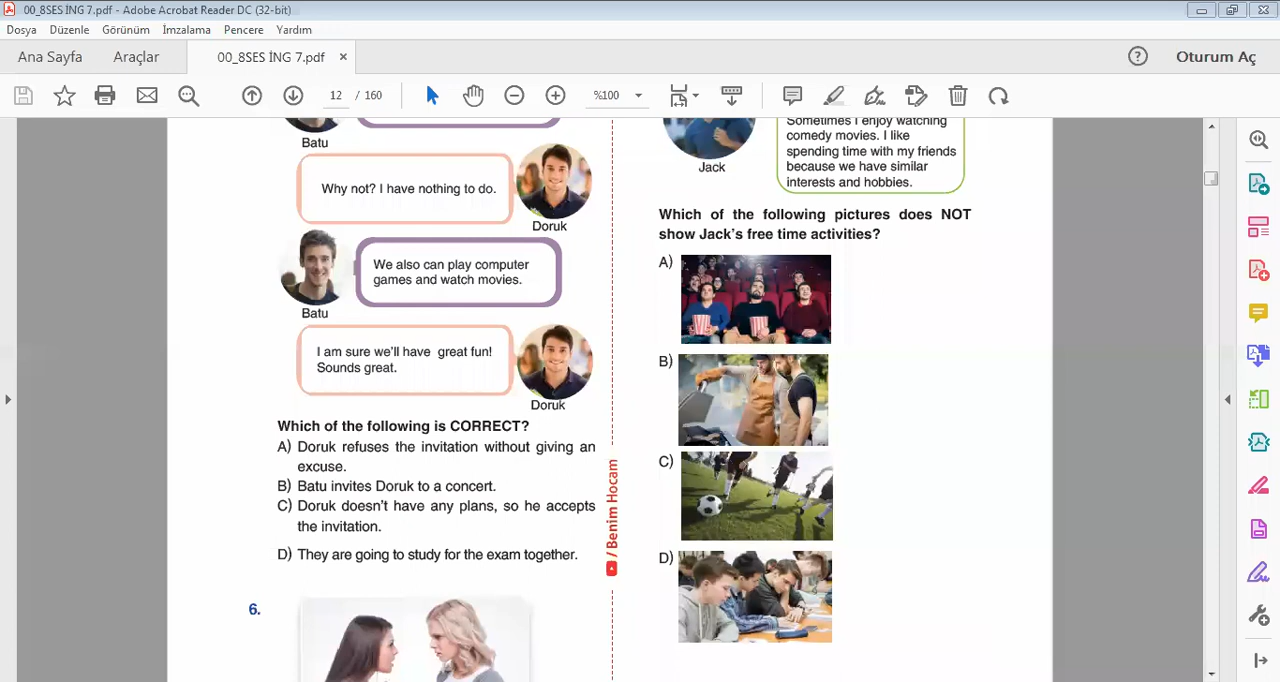 00_8SES İNG 7.pdf - Adobe Acrobat Reader DC (32-bit)
Dosya Düzenle Görünüm İmzalama Pencere Yardım
Ana Sayfa Araçlar 00_8SES İNG 7.pdf × Oturum Aç
12 / 160 %100
Batu
Why not? I have nothing to do.
Doruk
We also can play computer
games and watch movies.
Batu
I am sure we'll have great fun!
Sounds great.
Doruk
Which of the following is CORRECT?
A) Doruk refuses the invitation without giving an
excuse.
B) Batu invites Doruk to a concert.
C) Doruk doesn't have any plans, so he accepts
the invitation.
D) They are going to study for the exam together.
6.
/ Benim Hocam
Sometimes I enjoy watching
comedy movies. I like
spending time with my friends
because we have similar
interests and hobbies.
Jack
Which of the following pictures does NOT
show Jack's free time activities?
A)
B)
C)
D)